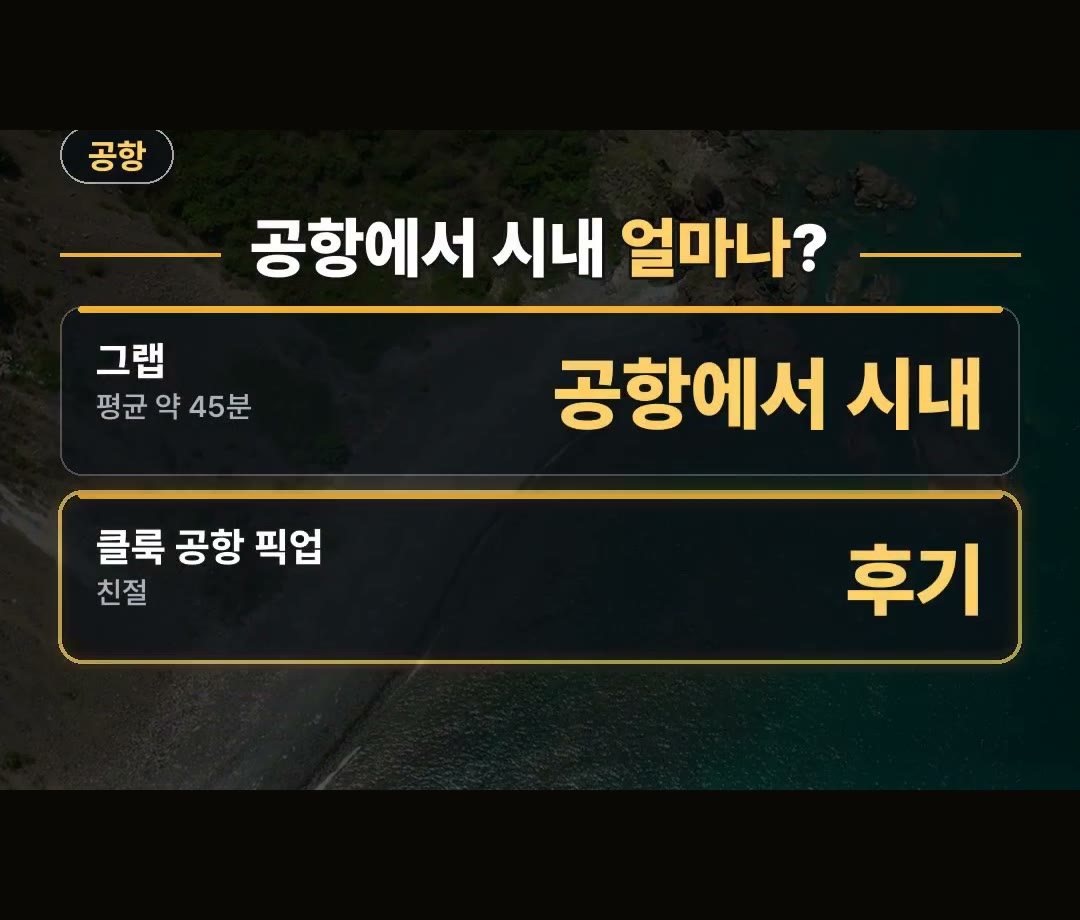 공항
공항에서 시내 얼마나?
그랩
평균 약 45분
공항에서 시내
클룩 공항 픽업
친절
후기